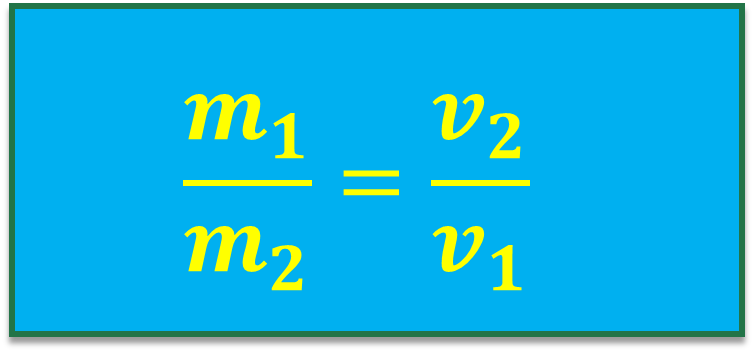 m₁/m₂ = v₂/v₁